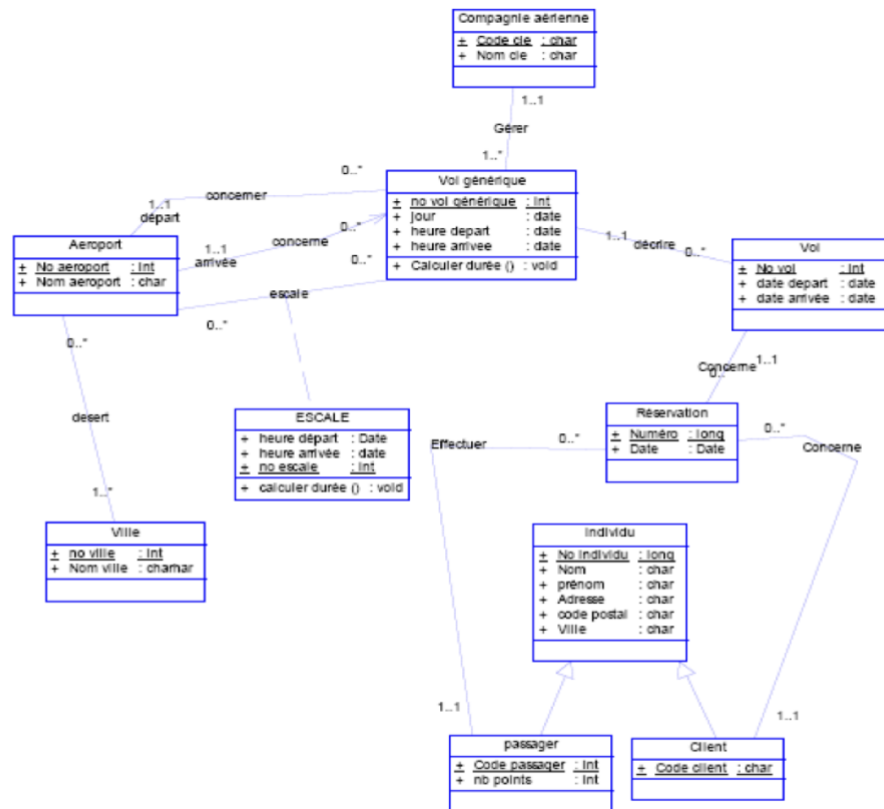 Compagnie aérienne
+ Code cie : char
+ Nom cie : char
1..1
Gérer
1..*
Vol générique
+ no vol générique : int
+ jour : date
+ heure depart : date
+ heure arrivee : date
+ Calculer durée () : void
0..*
concerner
1..1
départ
0..*
concerne
1..1
arrivée
0..*
escale
0..*
Aeroport
+ No aeroport : int
+ Nom aeroport : char
1..1
décrire
0..*
Vol
+ No vol : int
+ date depart : date
+ date arrivée : date
0..*
desert
1..*
ESCALE
+ heure départ : Date
+ heure arrivée : date
+ no escale : int
+ calculer durée () : void
1..1
Concerne
0..*
Réservation
+ Numéro : long
+ Date : Date
Effectuer
0..*
0..*
Concerne
Ville
+ no ville : int
+ Nom ville : charhar
Individu
+ No individu : long
+ Nom : char
+ prénom : char
+ Adresse : char
+ code postal : char
+ Ville : char
1..1
1..1
passager
+ Code passager : int
+ nb points : int
Client
+ Code client : char